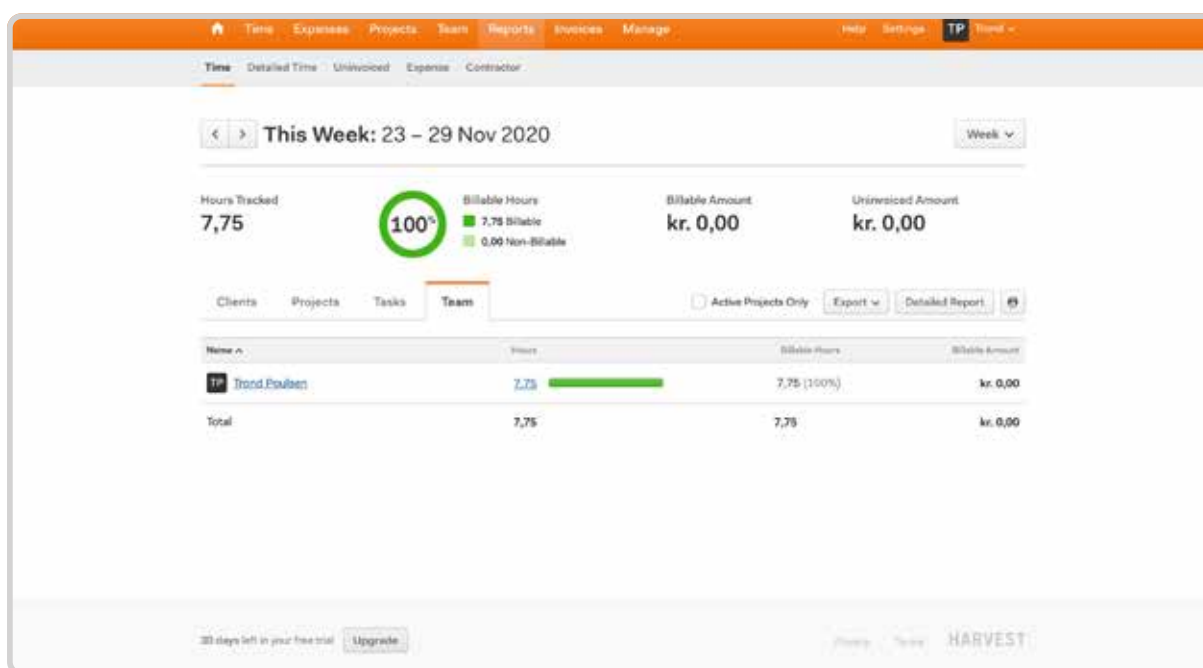 Time Expenses Projects Team Reports Invoices Manage Help Settings TP Trond
Time Detailed Time Uninvoiced Expense Contractor
This Week: 23 – 29 Nov 2020 Week
Hours Tracked Billable Hours Billable Amount Uninvoiced Amount
7,75 100% 7,75 Billable kr. 0,00 kr. 0,00
0,00 Non-Billable
Clients Projects Tasks Team Active Projects Only Export Detailed Report
Name Hours Billable Hours Billable Amount
TP Trond Poulsen 7,75 7,75 (100%) kr. 0,00
Total 7,75 7,75 kr. 0,00
30 days left in your free trial Upgrade Privacy Terms HARVEST